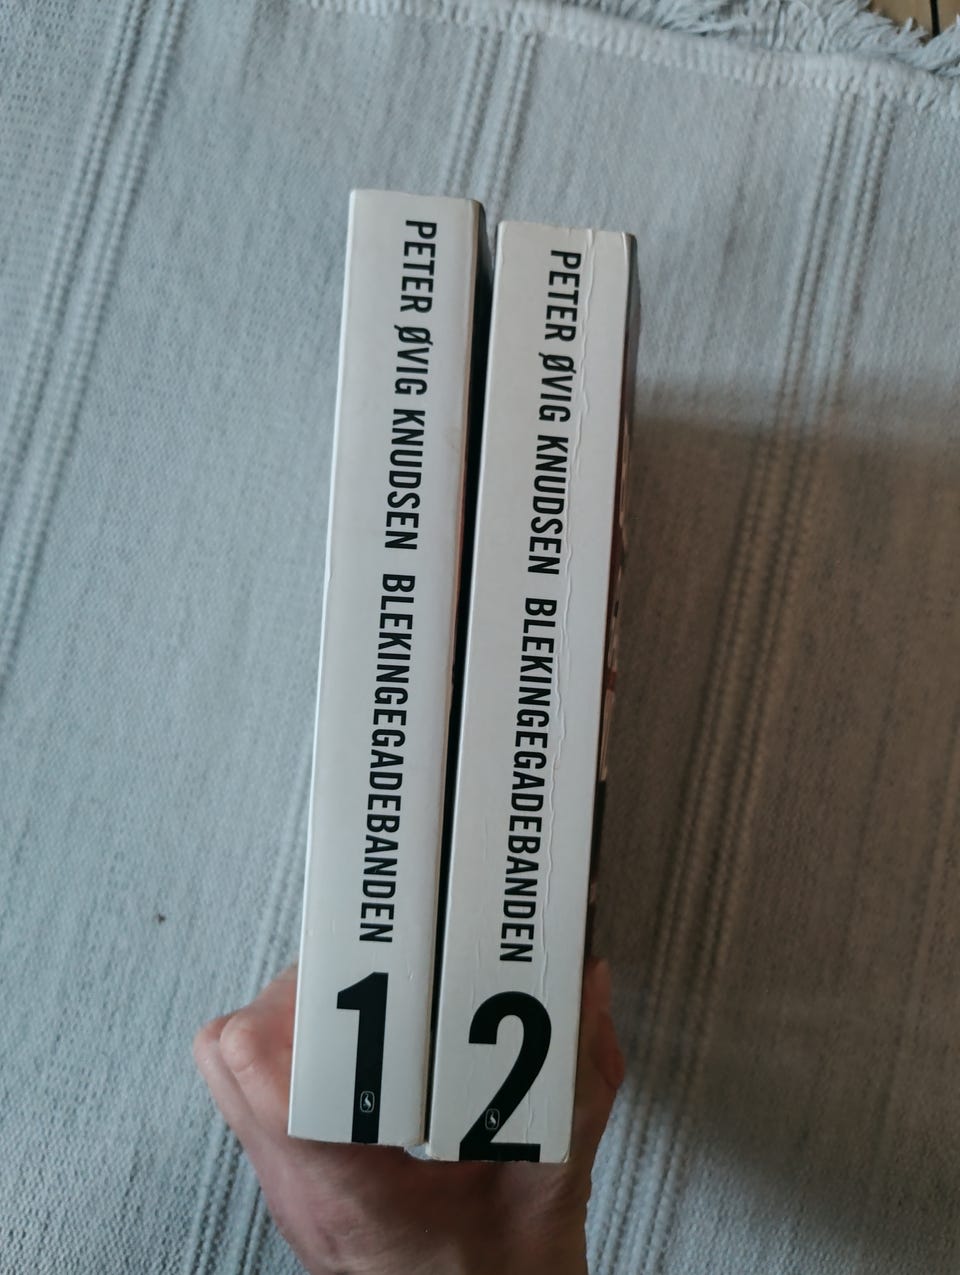 PETER ØVIG KNUDSEN BLEKINGEGADEBANDEN 1
PETER ØVIG KNUDSEN BLEKINGEGADEBANDEN 2